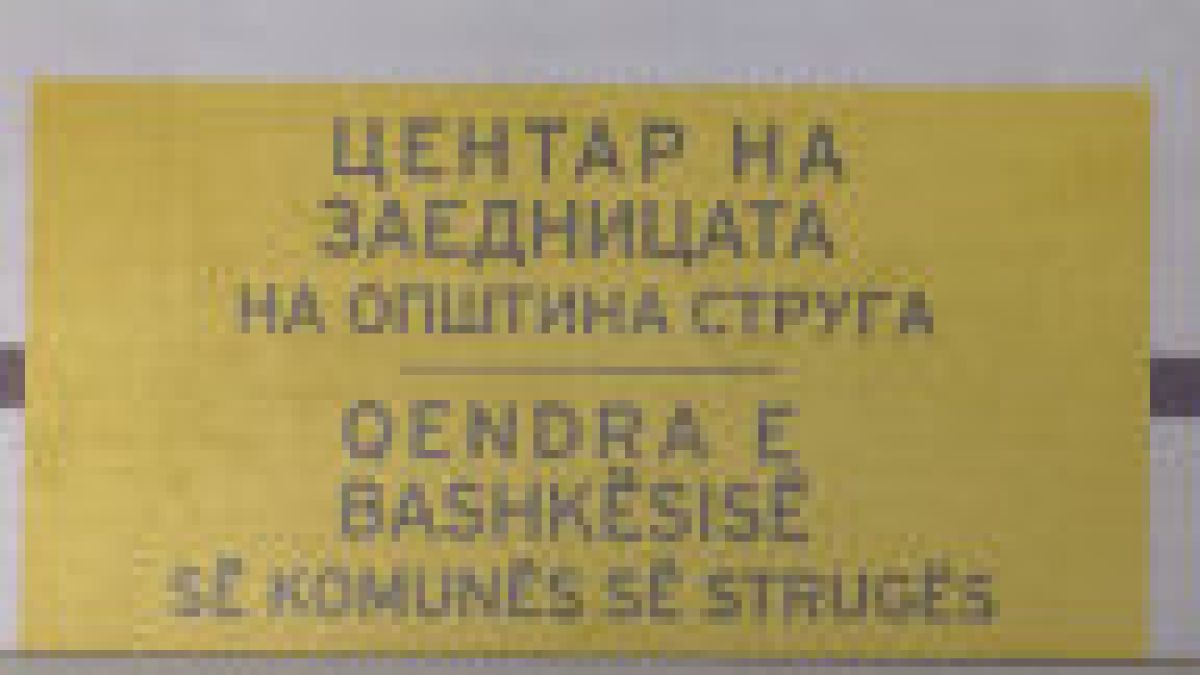 ЦЕНТАР НА
ЗАЕДНИЦАТА
НА ОПШТИНА СТРУГА
QENDRA E
BASHKËSISË
SË KOMUNËS SË STRUGËS